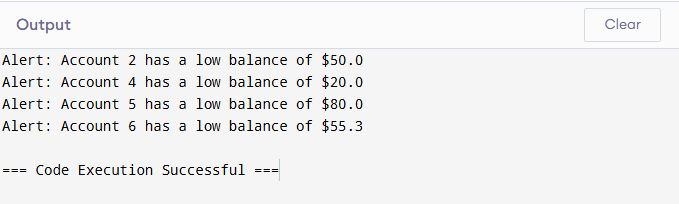 Output
Clear
Alert: Account 2 has a low balance of $50.0
Alert: Account 4 has a low balance of $20.0
Alert: Account 5 has a low balance of $80.0
Alert: Account 6 has a low balance of $55.3
=== Code Execution Successful ===